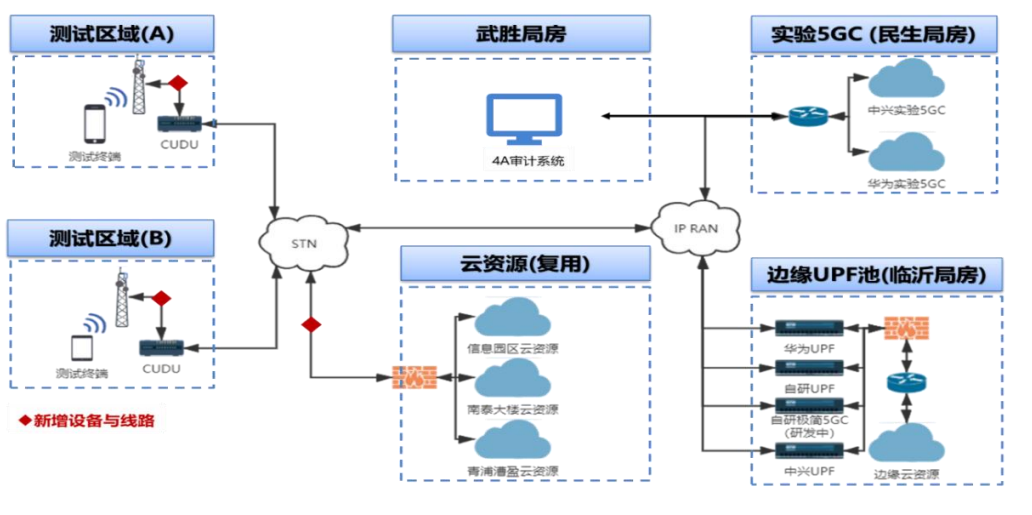 测试区域(A)
武胜局房
实验5GC (民生局房)
测试终端
CUDU
4A审计系统
中兴实验5GC
华为实验5GC
测试区域(B)
STN
IP RAN
云资源(复用)
边缘UPF池(临沂局房)
测试终端
CUDU
信息园区云资源
南泰大楼云资源
青浦漕盈云资源
华为UPF
自研UPF
自研极简5GC
(研发中)
中兴UPF
边缘云资源
新增设备与线路